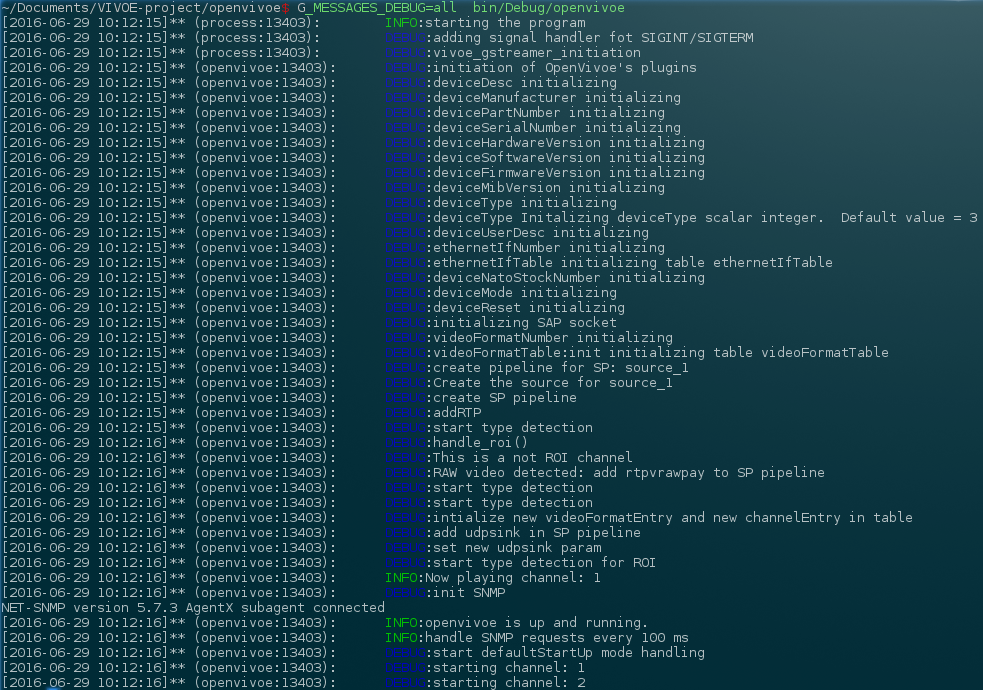 ~/Documents/VIVOE-project/openvivoe$ G_MESSAGES_DEBUG=all  bin/Debug/openvivoe
[2016-06-29 10:12:15]** (process:13403):        INFO:starting the program
[2016-06-29 10:12:15]** (process:13403):        DEBUG:adding signal handler fot SIGINT/SIGTERM
[2016-06-29 10:12:15]** (process:13403):        DEBUG:vivoe_gstreamer_initiation
[2016-06-29 10:12:15]** (openvivoe:13403):      DEBUG:initiation of OpenVivoe's plugins
[2016-06-29 10:12:15]** (openvivoe:13403):      DEBUG:deviceDesc initializing
[2016-06-29 10:12:15]** (openvivoe:13403):      DEBUG:deviceManufacturer initializing
[2016-06-29 10:12:15]** (openvivoe:13403):      DEBUG:devicePartNumber initializing
[2016-06-29 10:12:15]** (openvivoe:13403):      DEBUG:deviceSerialNumber initializing
[2016-06-29 10:12:15]** (openvivoe:13403):      DEBUG:deviceHardwareVersion initializing
[2016-06-29 10:12:15]** (openvivoe:13403):      DEBUG:deviceSoftwareVersion initializing
[2016-06-29 10:12:15]** (openvivoe:13403):      DEBUG:deviceFirmwareVersion initializing
[2016-06-29 10:12:15]** (openvivoe:13403):      DEBUG:deviceMibVersion initializing
[2016-06-29 10:12:15]** (openvivoe:13403):      DEBUG:deviceType initializing
[2016-06-29 10:12:15]** (openvivoe:13403):      DEBUG:deviceType Initalizing deviceType scalar integer.  Default value = 3
[2016-06-29 10:12:15]** (openvivoe:13403):      DEBUG:deviceUserDesc initializing
[2016-06-29 10:12:15]** (openvivoe:13403):      DEBUG:ethernetIfNumber initializing
[2016-06-29 10:12:15]** (openvivoe:13403):      DEBUG:ethernetIfTable initializing table ethernetIfTable
[2016-06-29 10:12:15]** (openvivoe:13403):      DEBUG:deviceNatoStockNumber initializing
[2016-06-29 10:12:15]** (openvivoe:13403):      DEBUG:deviceMode initializing
[2016-06-29 10:12:15]** (openvivoe:13403):      DEBUG:deviceReset initializing
[2016-06-29 10:12:15]** (openvivoe:13403):      DEBUG:initializing SAP socket
[2016-06-29 10:12:15]** (openvivoe:13403):      DEBUG:videoFormatNumber initializing
[2016-06-29 10:12:15]** (openvivoe:13403):      DEBUG:videoFormatTable:init initializing table videoFormatTable
[2016-06-29 10:12:15]** (openvivoe:13403):      DEBUG:create pipeline for SP: source_1
[2016-06-29 10:12:15]** (openvivoe:13403):      DEBUG:Create the source for source_1
[2016-06-29 10:12:15]** (openvivoe:13403):      DEBUG:create SP pipeline
[2016-06-29 10:12:15]** (openvivoe:13403):      DEBUG:addRTP
[2016-06-29 10:12:15]** (openvivoe:13403):      DEBUG:start type detection
[2016-06-29 10:12:16]** (openvivoe:13403):      DEBUG:handle_roi()
[2016-06-29 10:12:16]** (openvivoe:13403):      DEBUG:This is a not ROI channel
[2016-06-29 10:12:16]** (openvivoe:13403):      DEBUG:RAW video detected: add rtpvrawpay to SP pipeline
[2016-06-29 10:12:16]** (openvivoe:13403):      DEBUG:start type detection
[2016-06-29 10:12:16]** (openvivoe:13403):      DEBUG:start type detection
[2016-06-29 10:12:16]** (openvivoe:13403):      DEBUG:intialize new videoFormatEntry and new channelEntry in table
[2016-06-29 10:12:16]** (openvivoe:13403):      DEBUG:add udpsink in SP pipeline
[2016-06-29 10:12:16]** (openvivoe:13403):      DEBUG:set new udpsink param
[2016-06-29 10:12:16]** (openvivoe:13403):      DEBUG:start type detection for ROI
[2016-06-29 10:12:16]** (openvivoe:13403):      INFO:Now playing channel: 1
[2016-06-29 10:12:16]** (openvivoe:13403):      DEBUG:init SNMP
NET-SNMP version 5.7.3 AgentX subagent connected
[2016-06-29 10:12:16]** (openvivoe:13403):      INFO:openvivoe is up and running.
[2016-06-29 10:12:16]** (openvivoe:13403):      INFO:handle SNMP requests every 100 ms
[2016-06-29 10:12:16]** (openvivoe:13403):      DEBUG:start defaultStartUp mode handling
[2016-06-29 10:12:16]** (openvivoe:13403):      DEBUG:starting channel: 1
[2016-06-29 10:12:16]** (openvivoe:13403):      DEBUG:starting channel: 2